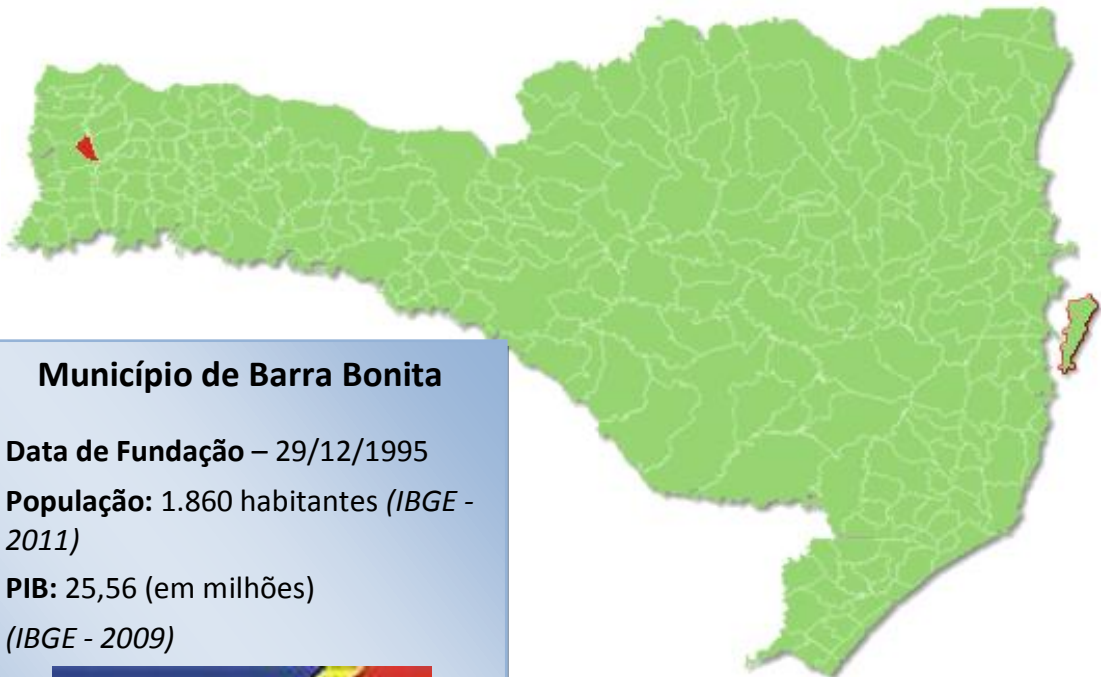 Município de Barra Bonita
Data de Fundação – 29/12/1995
População: 1.860 habitantes (IBGE -
2011)
PIB: 25,56 (em milhões)
(IBGE - 2009)